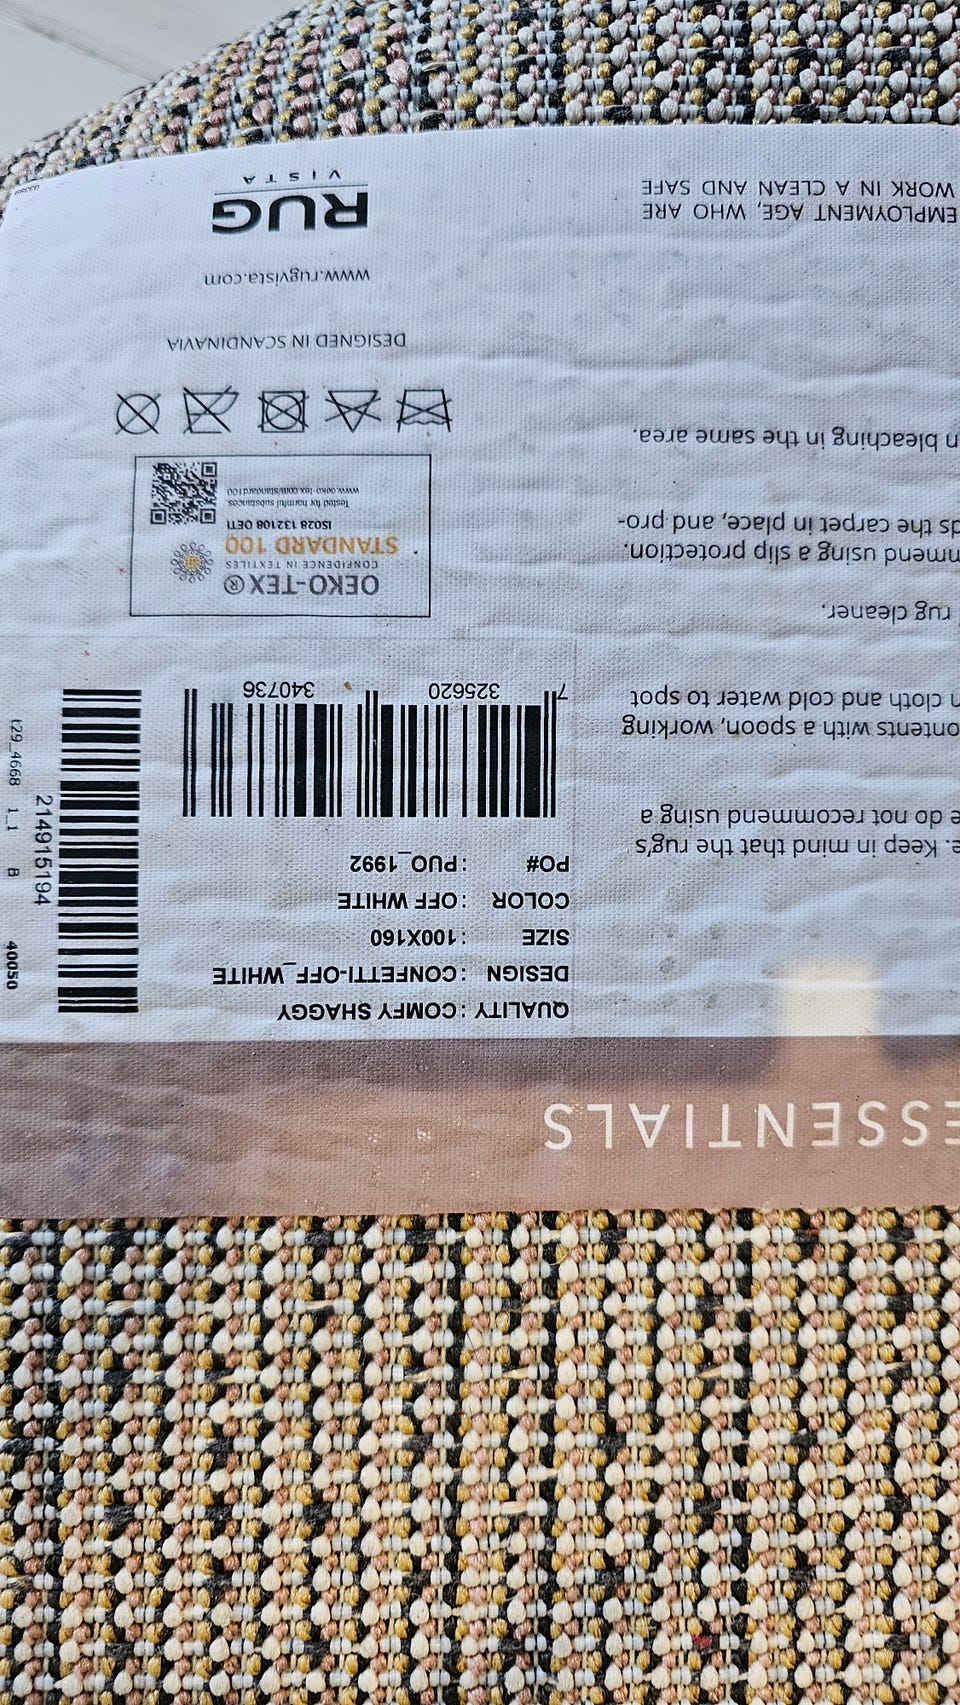 ESSENTIALS
QUALITY : COMFY SHAGGY
DESIGN : CONFETTI-OFF_WHITE
SIZE : 100X160
COLOR : OFF WHITE
PO# : PUO_1992
7 325620 340736
214915194
t29_4668 1_1 B 40050
OEKO-TEX®
CONFIDENCE IN TEXTILES
STANDARD 100
IS028 132108 OETI
Tested for harmful substances.
www.oeko-tex.com/standard100
DESIGNED IN SCANDINAVIA
www.rugvista.com
RUG
VISTA
e. Keep in mind that the rug's
e do not recommend using a
contents with a spoon, working
n cloth and cold water to spot
rug cleaner.
mmend using a slip protection.
ds the carpet in place, and pro-
n bleaching in the same area.
EMPLOYMENT AGE, WHO ARE
WORK IN A CLEAN AND SAFE